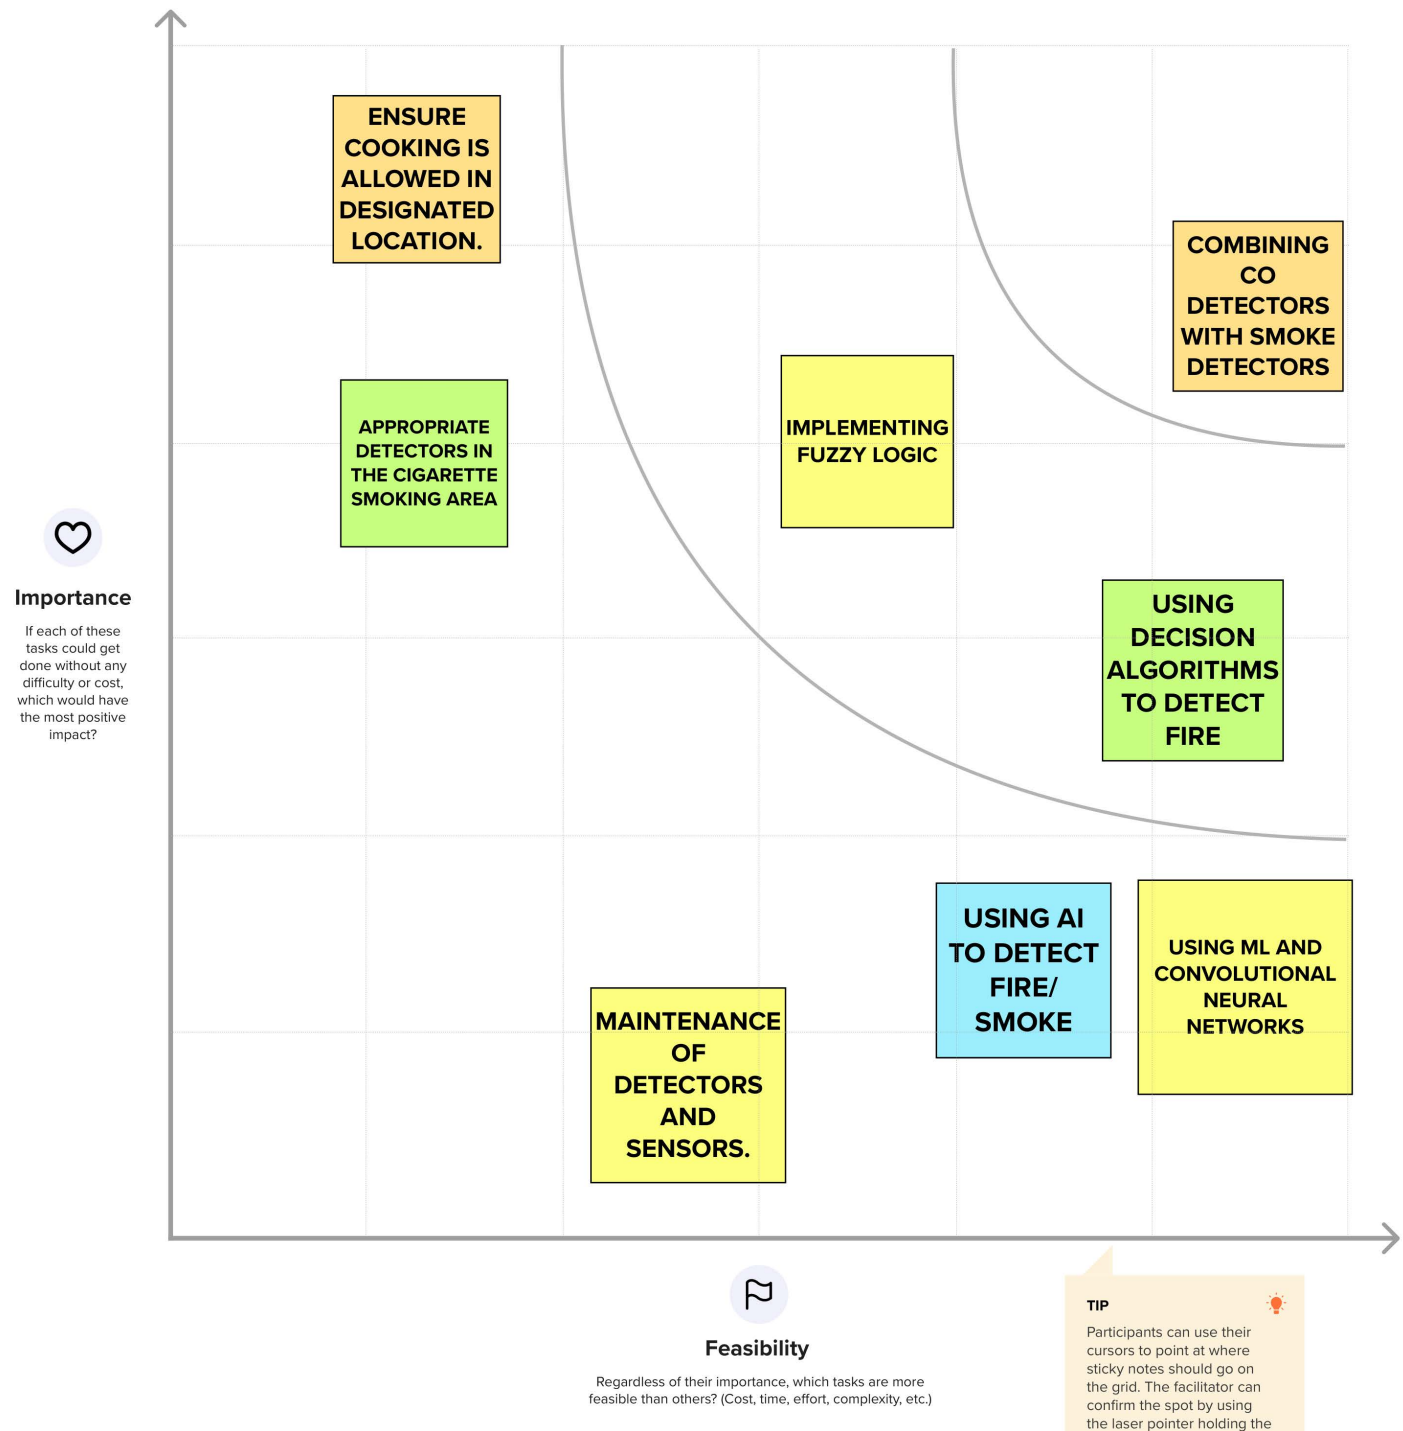 ENSURE
COOKING IS
ALLOWED IN
DESIGNATED
LOCATION.
COMBINING
CO
DETECTORS
WITH SMOKE
DETECTORS
APPROPRIATE
DETECTORS IN
THE CIGARETTE
SMOKING AREA
IMPLEMENTING
FUZZY LOGIC
Importance
If each of these
tasks could get
done without any
difficulty or cost,
which would have
the most positive
impact?
USING
DECISION
ALGORITHMS
TO DETECT
FIRE
USING AI
TO DETECT
FIRE/
SMOKE
USING ML AND
CONVOLUTIONAL
NEURAL
NETWORKS
MAINTENANCE
OF
DETECTORS
AND
SENSORS.
Feasibility
Regardless of their importance, which tasks are more
feasible than others? (Cost, time, effort, complexity, etc.)
TIP
Participants can use their
cursors to point at where
sticky notes should go on
the grid. The facilitator can
confirm the spot by using
the laser pointer holding the